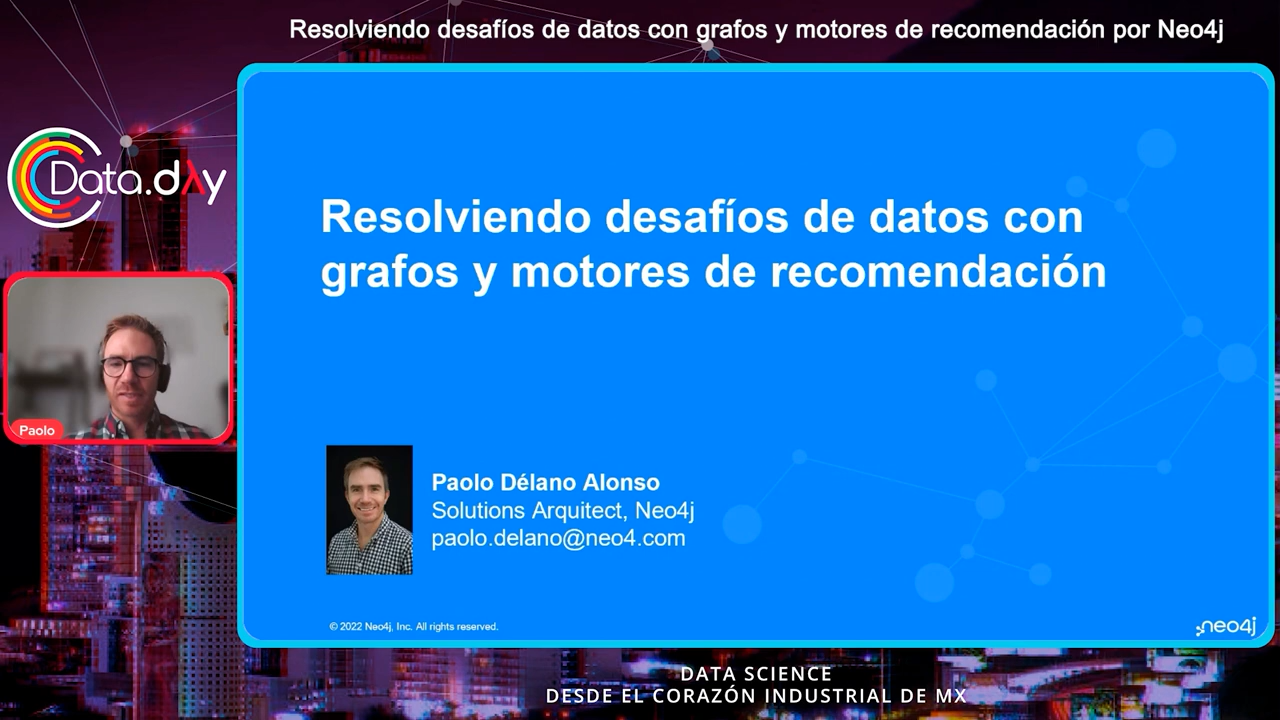 Resolviendo desafíos de datos con grafos y motores de recomendación por Neo4j
Data.dλy
Paolo
Resolviendo desafíos de datos con
grafos y motores de recomendación
Paolo Délano Alonso
Solutions Arquitect, Neo4j
paolo.delano@neo4.com
© 2022 Neo4j, Inc. All rights reserved.
neo4j
DATA SCIENCE
DESDE EL CORAZÓN INDUSTRIAL DE MX